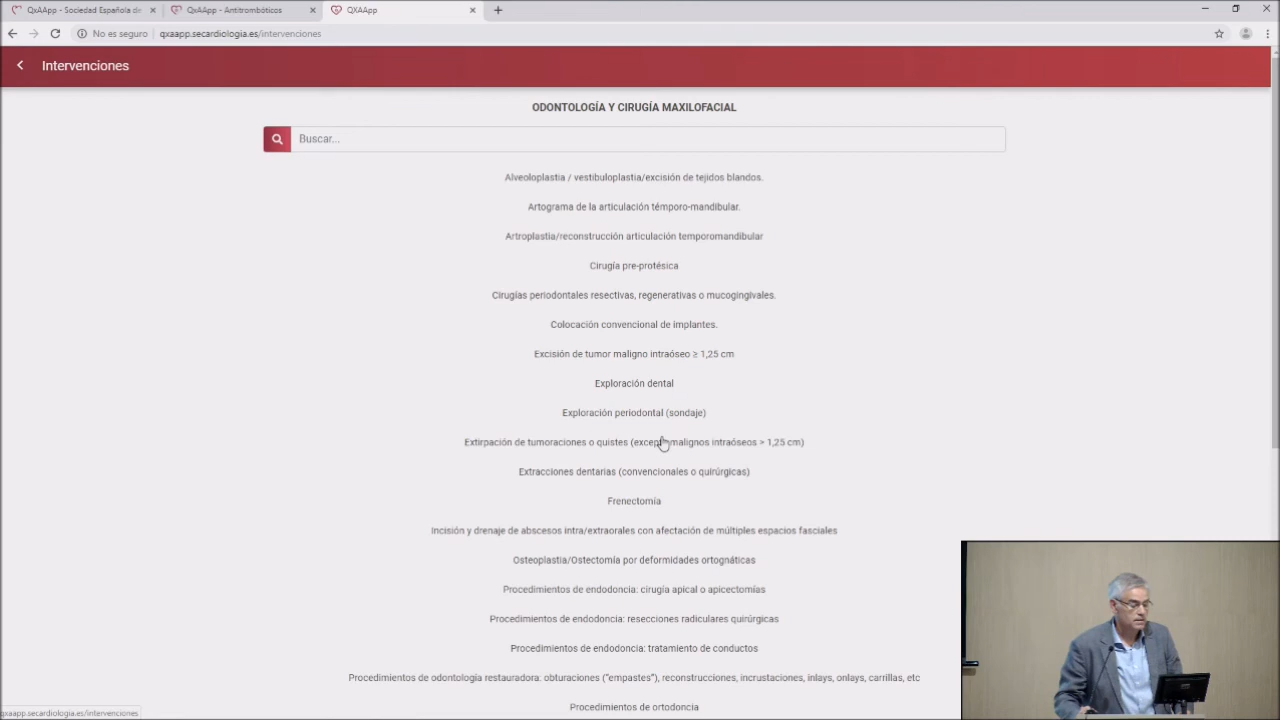 QxAApp - Sociedad Española de
QxAApp - Antitrombóticos
QXAApp
No es seguro
qxaapp.secardiologia.es/intervenciones
Intervenciones
ODONTOLOGÍA Y CIRUGÍA MAXILOFACIAL
Buscar...
Alveoloplastia / vestibuloplastia/excisión de tejidos blandos.
Artograma de la articulación témporo-mandibular.
Artroplastia/reconstrucción articulación temporomandibular
Cirugía pre-protésica
Cirugías periodontales resectivas, regenerativas o mucogingivales.
Colocación convencional de implantes.
Excisión de tumor maligno intraóseo ≥ 1,25 cm
Exploración dental
Exploración periodontal (sondaje)
Extirpación de tumoraciones o quistes malignos intraóseos > 1,25 cm)
Extracciones dentarias (convencionales o quirúrgicas)
Frenectomía
Incisión y drenaje de abscesos intra/extraorales con afectación de múltiples espacios fasciales
Osteoplastia/Ostectomía por deformidades ortognáticas
Procedimientos de endodoncia: cirugía apical o apicectomías
Procedimientos de endodoncia: resecciones radiculares quirúrgicas
Procedimientos de endodoncia: tratamiento de conductos
Procedimientos de odontología restauradora: obturaciones ("empastes"), reconstrucciones, incrustaciones, inlays, onlays, carrillas, etc
Procedimientos de ortodoncia
qxaapp.secardiologia.es/intervenciones